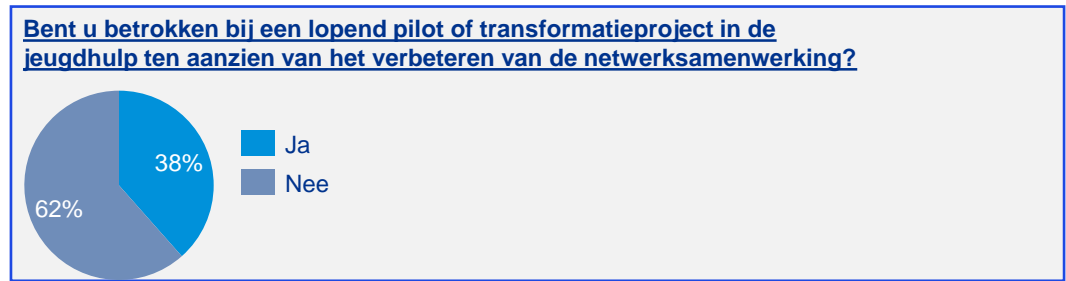 Bent u betrokken bij een lopend pilot of transformatieproject in de
jeugdhulp ten aanzien van het verbeteren van de netwerksamenwerking?
38%
62%
Ja
Nee